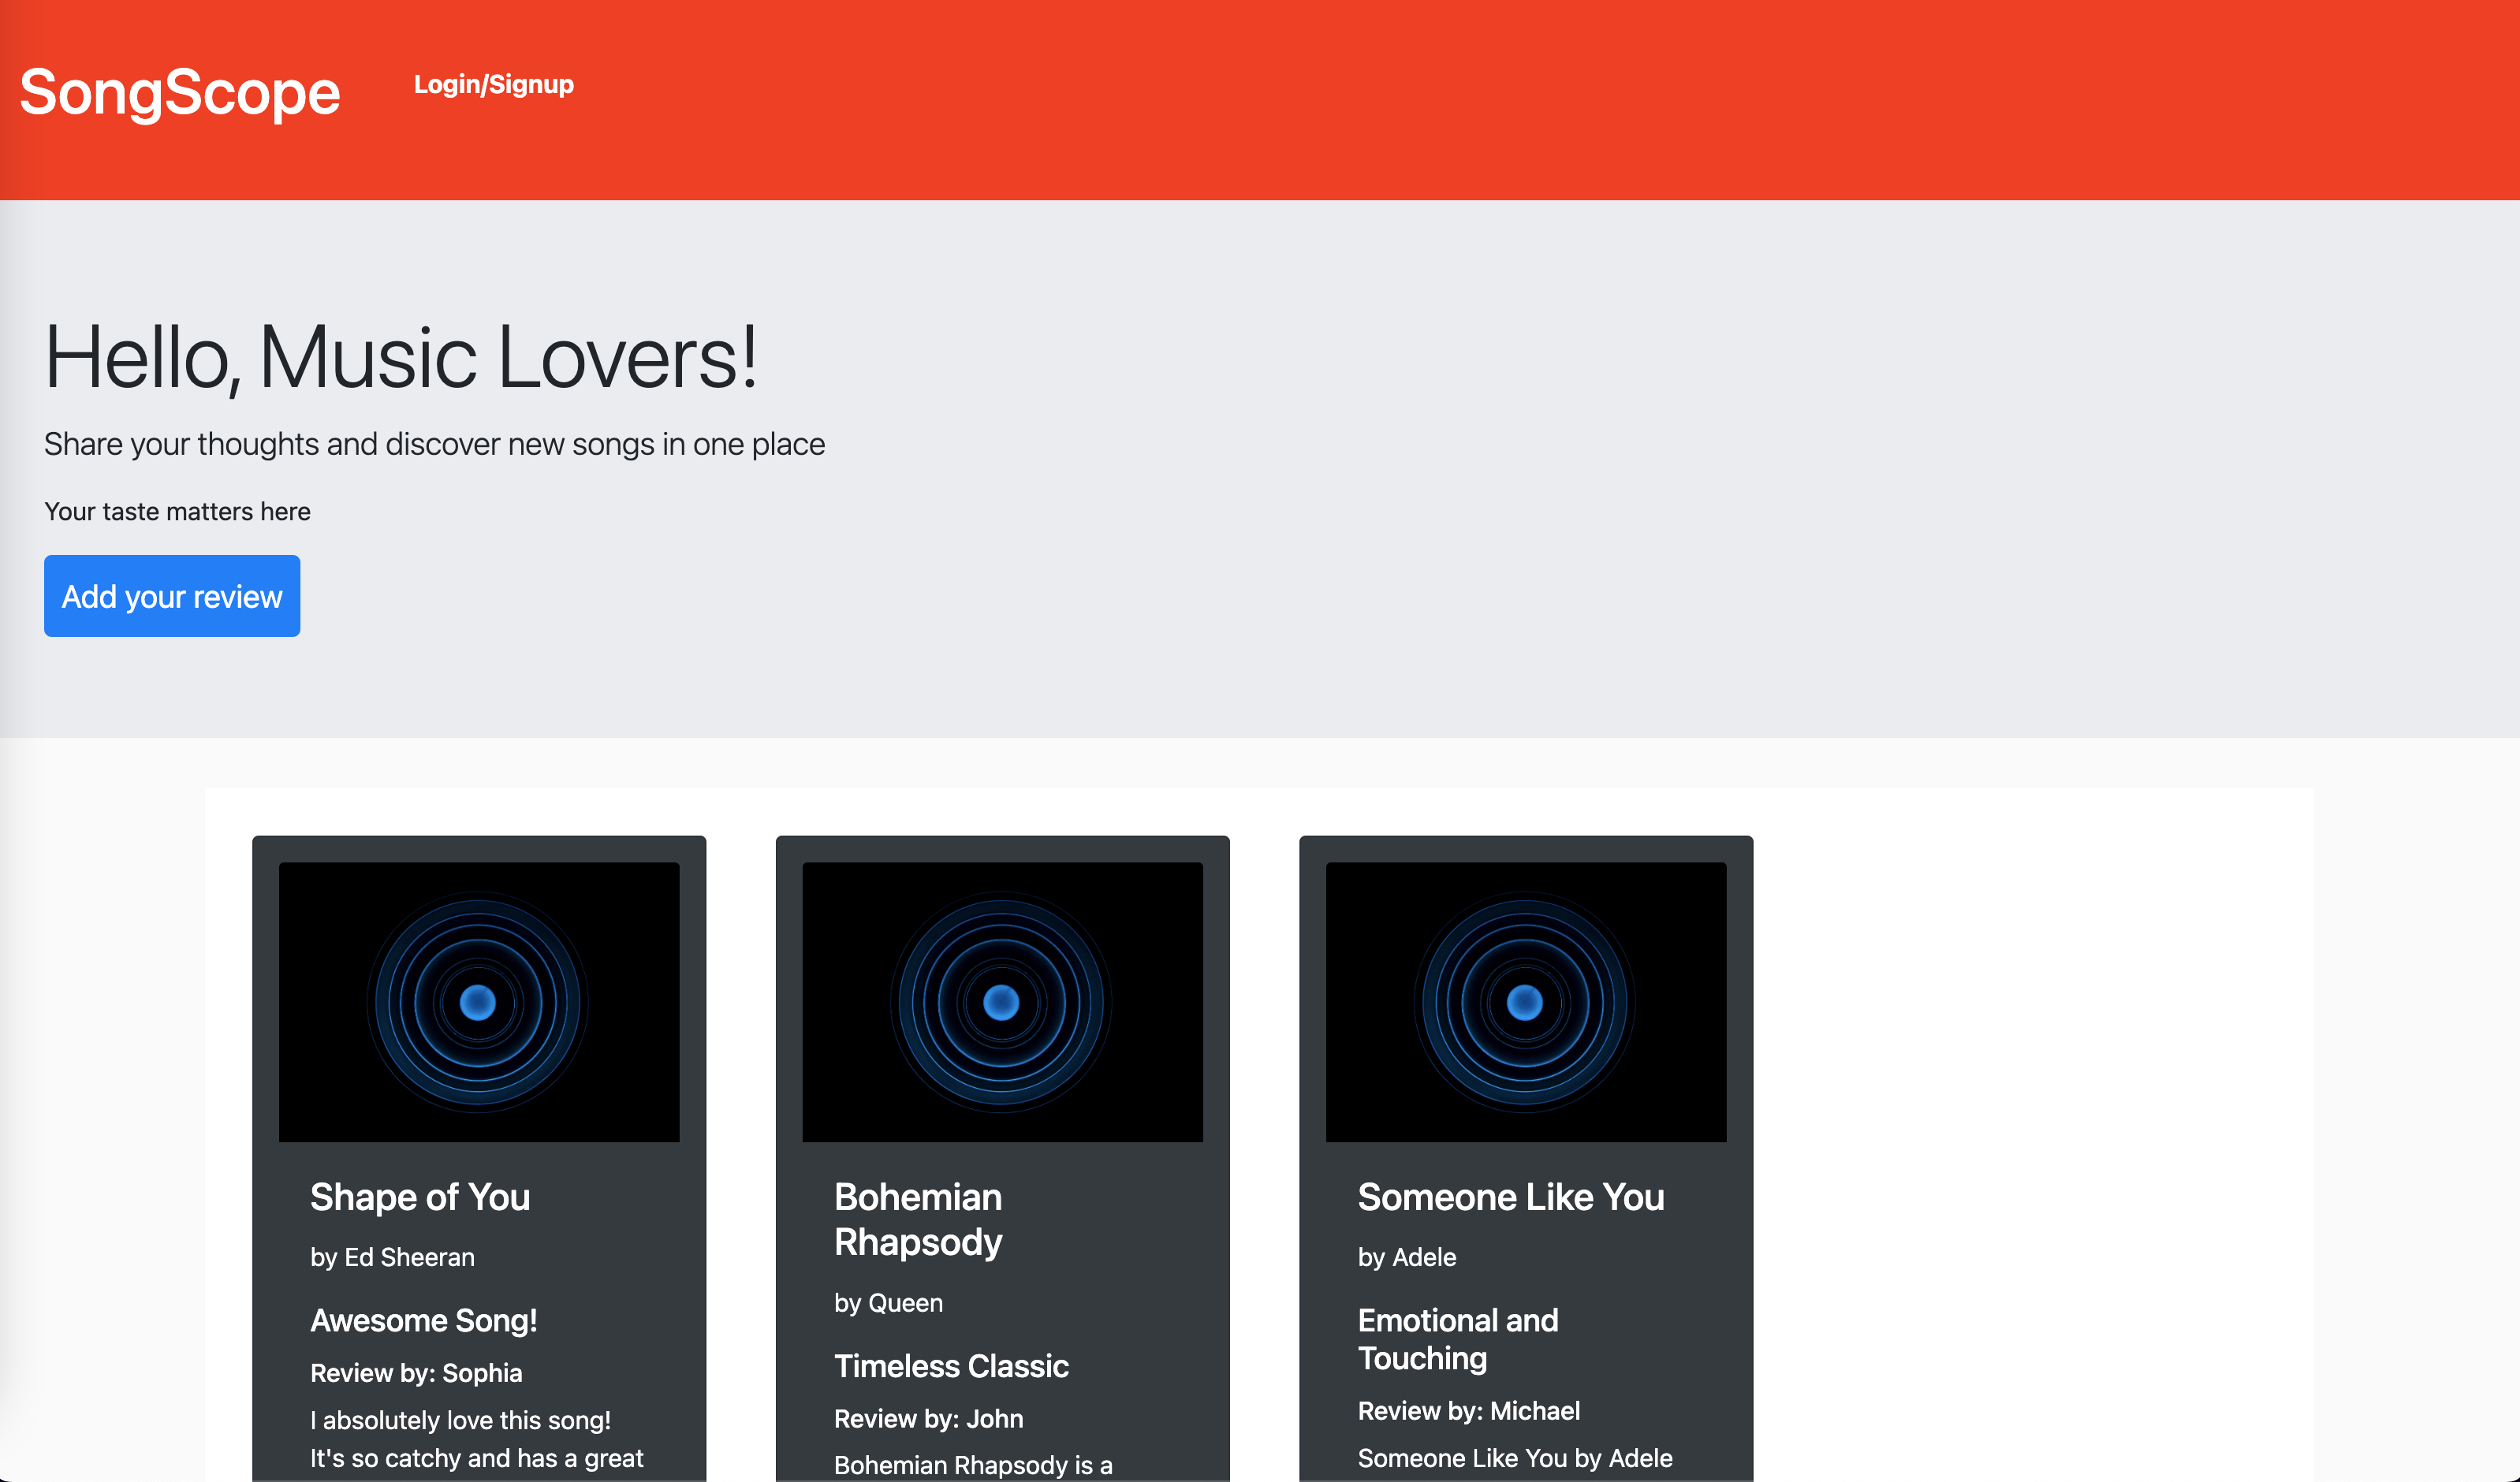 SongScope
Login/Signup
Hello, Music Lovers!
Share your thoughts and discover new songs in one place
Your taste matters here
Add your review
Shape of You
by Ed Sheeran
Awesome Song!
Review by: Sophia
I absolutely love this song!
It's so catchy and has a great
Bohemian
Rhapsody
by Queen
Timeless Classic
Review by: John
Bohemian Rhapsody is a
Someone Like You
by Adele
Emotional and
Touching
Review by: Michael
Someone Like You by Adele